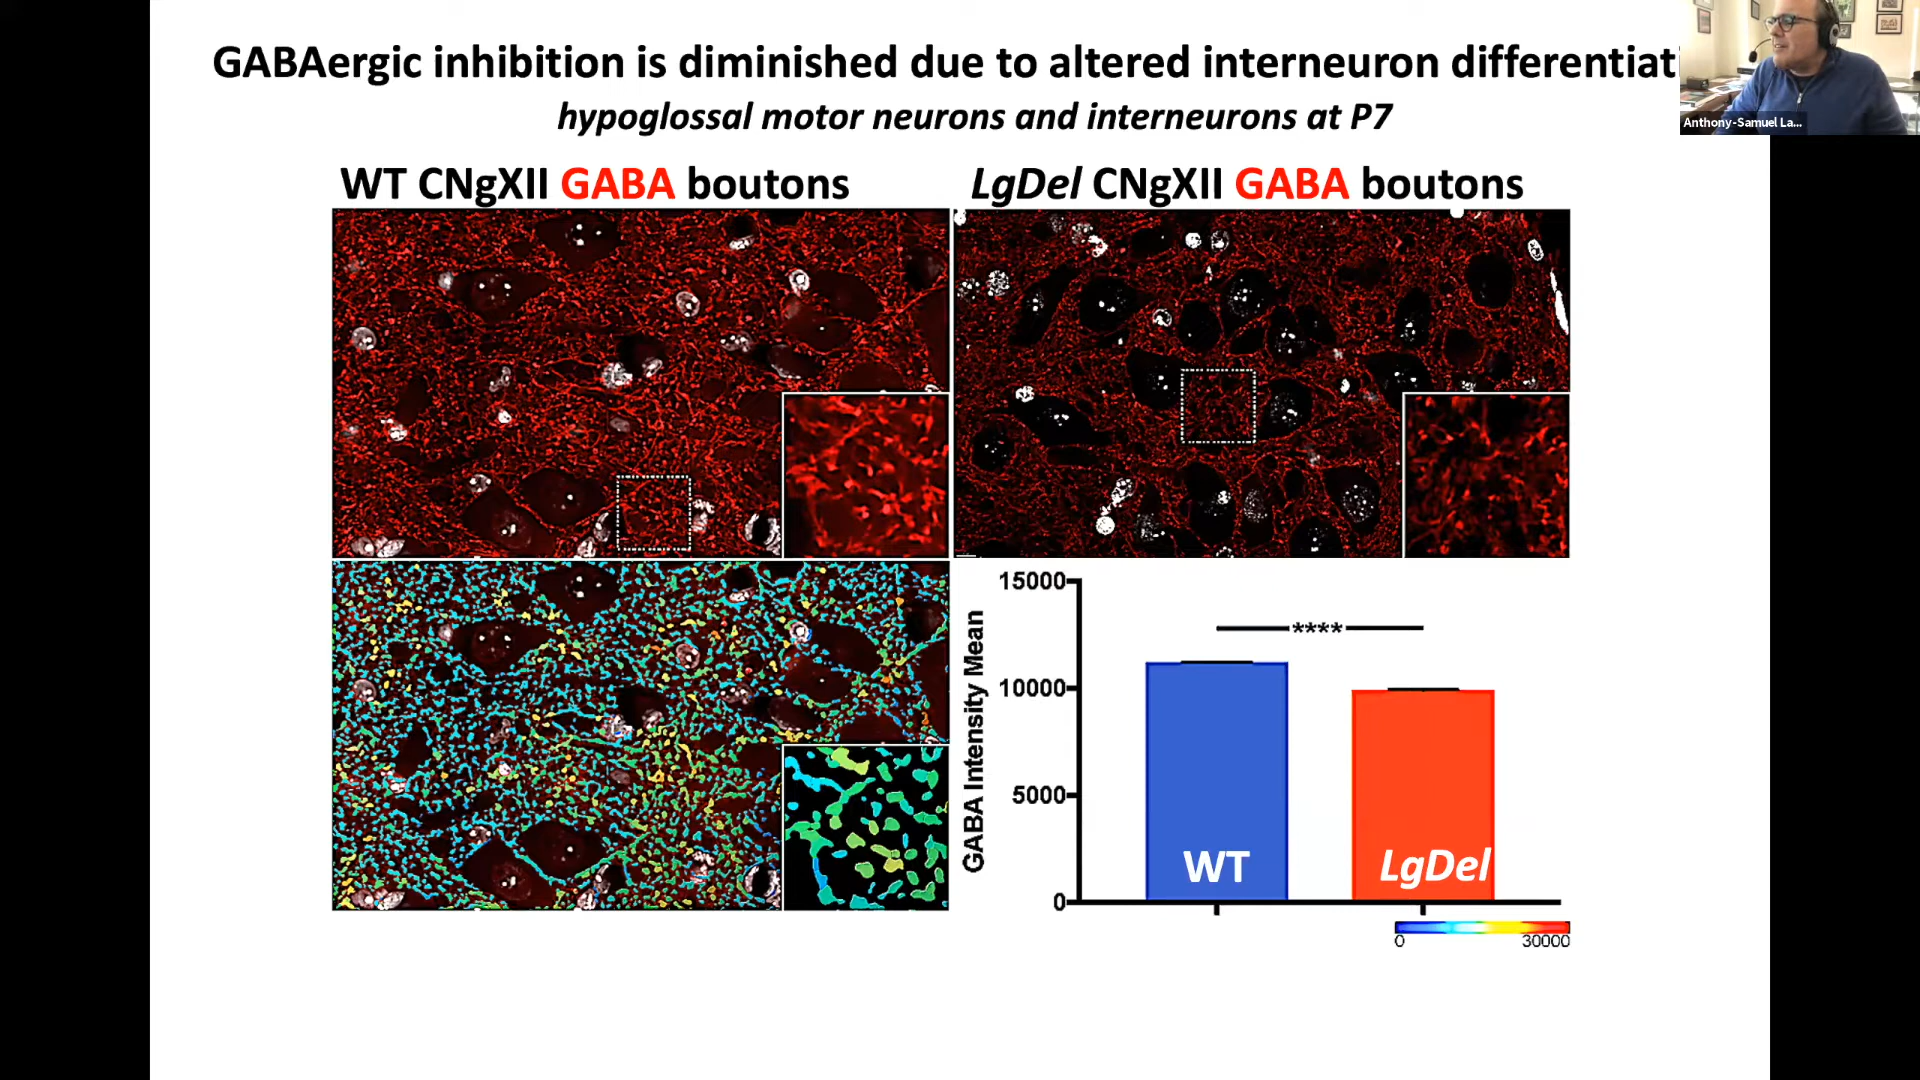 GABAergic inhibition is diminished due to altered interneuron differentiat
hypoglossal motor neurons and interneurons at P7
Anthony-Samuel La...
WT CNgXII GABA boutons
LgDel CNgXII GABA boutons
GABA Intensity Mean
15000
10000
5000
0
****
WT
LgDel
0
30000